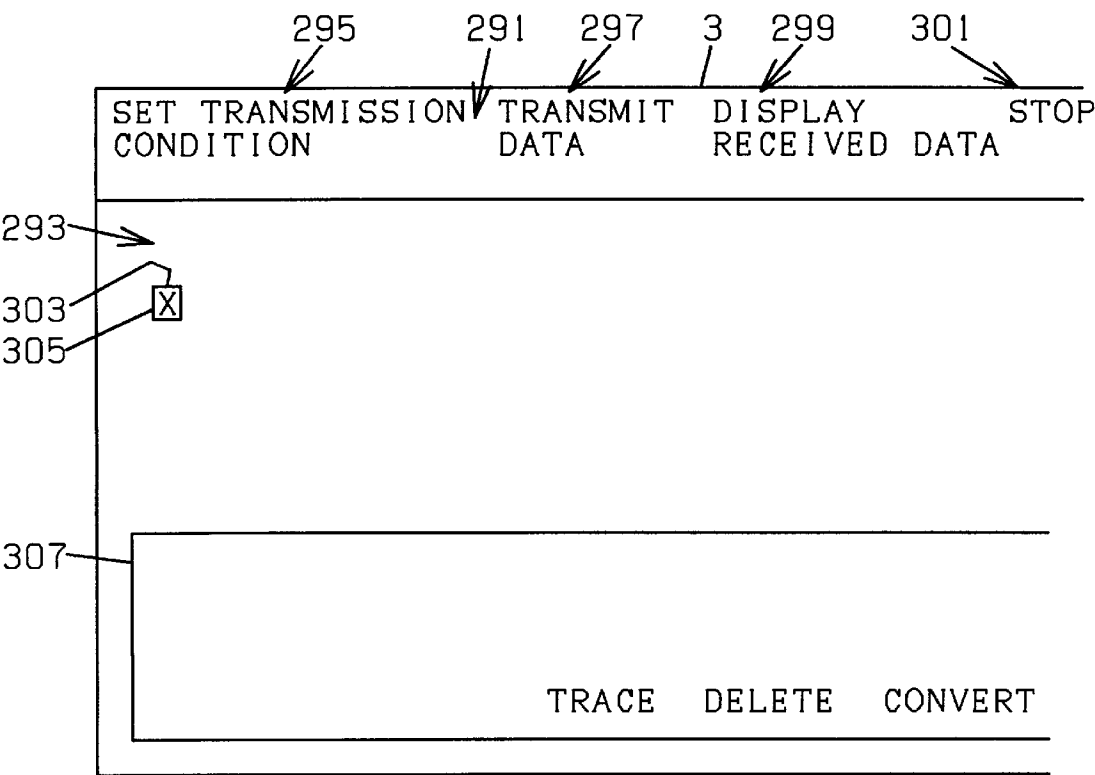 295 291 297 3 299 301
SET TRANSMISSION TRANSMIT DISPLAY STOP
CONDITION DATA RECEIVED DATA
293
303
X
305
307
TRACE DELETE CONVERT